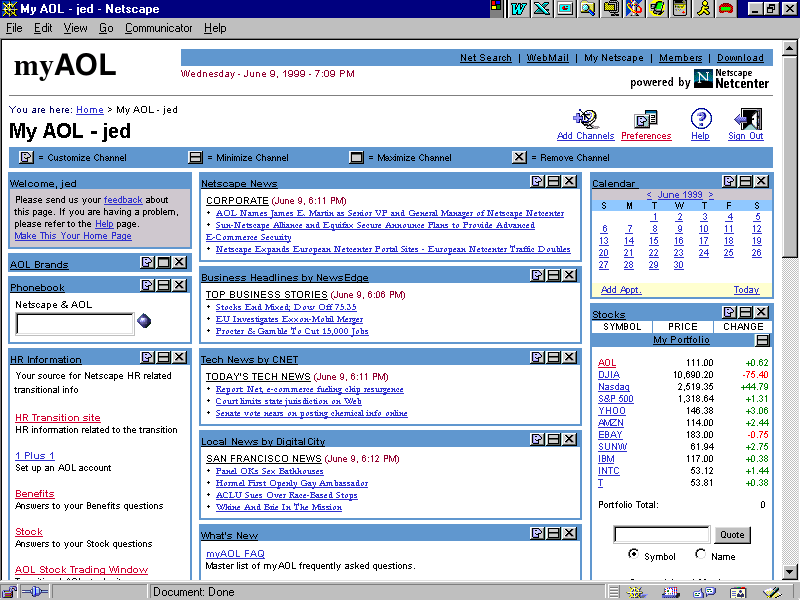 My AOL - jed - Netscape
File Edit View Go Communicator Help
myAOL
Net Search | WebMail | My Netscape | Members | Download
Wednesday - June 9, 1999 - 7:09 PM
powered by Netscape Netcenter
You are here: Home > My AOL - jed
My AOL - jed
Add Channels Preferences Help Sign Out
= Customize Channel = Minimize Channel = Maximize Channel = Remove Channel
Welcome, jed
Please send us your feedback about
this page. If you are having a problem,
please refer to the Help page.
Make This Your Home Page
AOL Brands
Phonebook
Netscape & AOL
HR Information
Your source for Netscape HR related
transitional info
HR Transition site
HR information related to the transition
1 Plus 1
Set up an AOL account
Benefits
Answers to your Benefits questions
Stock
Answers to your Stock questions
AOL Stock Trading Window
Netscape News
CORPORATE (June 9, 6:11 PM)
• AOL Names James E. Martin as Senior VP and General Manager of Netscape Netcenter
• Sun-Netscape Alliance and Equifax Secure Announce Plans to Provide Advanced
E-Commerce Security
• Netscape Expands European Netcenter Portal Sites - European Netcenter Traffic Doubles
Business Headlines by NewsEdge
TOP BUSINESS STORIES (June 9, 6:06 PM)
• Stocks End Mixed; Dow Off 75.35
• EU Investigates Exxon-Mobil Merger
• Procter & Gamble To Cut 15,000 Jobs
Tech News by CNET
TODAY'S TECH NEWS (June 9, 6:11 PM)
• Report: Net, e-commerce fueling chip resurgence
• Court limits state jurisdiction on Web
• Senate vote nears on posting chemical info online
Local News by Digital City
SAN FRANCISCO NEWS (June 9, 6:12 PM)
• Panel OKs Sex Bathhouses
• Hormel First Openly Gay Ambassador
• ACLU Sues Over Race-Based Stops
• Whine And Brie In The Mission
What's New
myAOL FAQ
Master list of myAOL frequently asked questions.
Calendar
< June 1999 >
S M T W T F S
1 2 3 4 5
6 7 8 9 10 11 12
13 14 15 16 17 18 19
20 21 22 23 24 25 26
27 28 29 30
Add Appt. Today
Stocks
SYMBOL PRICE CHANGE
My Portfolio
AOL 111.00 +0.62
DJIA 10,690.20 -75.40
Nasdaq 2,519.35 +44.79
S&P 500 1,318.64 +1.31
YHOO 146.38 +3.06
AMZN 114.00 +2.44
EBAY 183.00 -0.75
SUNW 61.94 +2.75
IBM 117.00 +0.38
INTC 53.12 +1.44
T 53.81 +0.38
Portfolio Total: 0
Quote
Symbol Name
Document: Done